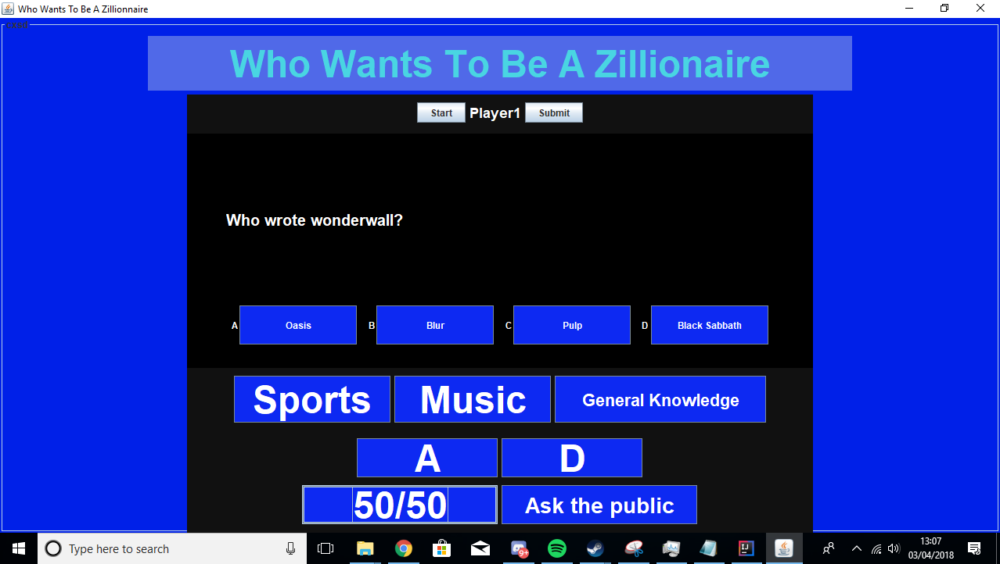 Who Wants To Be A Zillionnaire
Who Wants To Be A Zillionaire
Start Player1 Submit
Who wrote wonderwall?
A Oasis B Blur C Pulp D Black Sabbath
Sports Music General Knowledge
A D
50/50 Ask the public
Type here to search
9+
IJ
13:07
03/04/2018